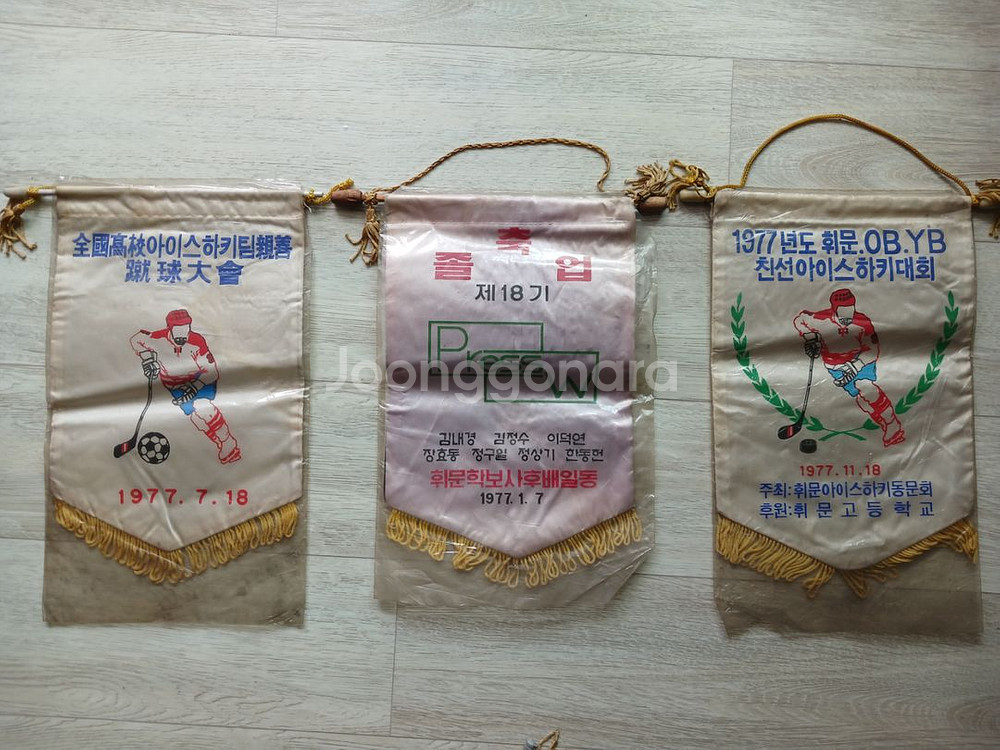 全國高校아이스하키팀親善
蹴球大會
1977. 7. 18
축
졸 업
제 18 기
Press
W
김내경 김정수 이덕연
장효동 정구일 정상기 한동헌
휘문학보사후배일동
1977. 1. 7
1977년도 휘문.OB.YB
친선아이스하키대회
1977. 11. 18
주최:휘문아이스하키동문회
후원:휘문고등학교
Joonggonara